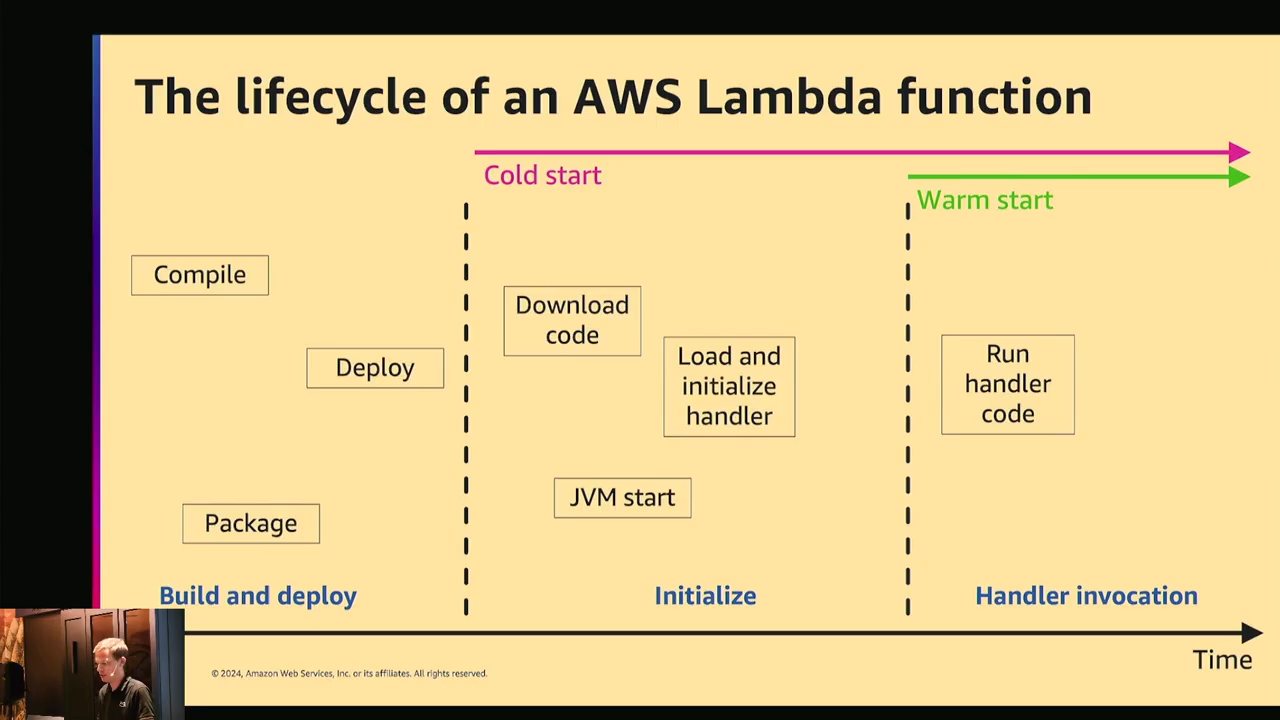 The lifecycle of an AWS Lambda function
Cold start
Warm start
Compile
Deploy
Package
Download
code
Load and
initialize
handler
JVM start
Run
handler
code
Build and deploy
Initialize
Handler invocation
Time
© 2024, Amazon Web Services, Inc. or its affiliates. All rights reserved.